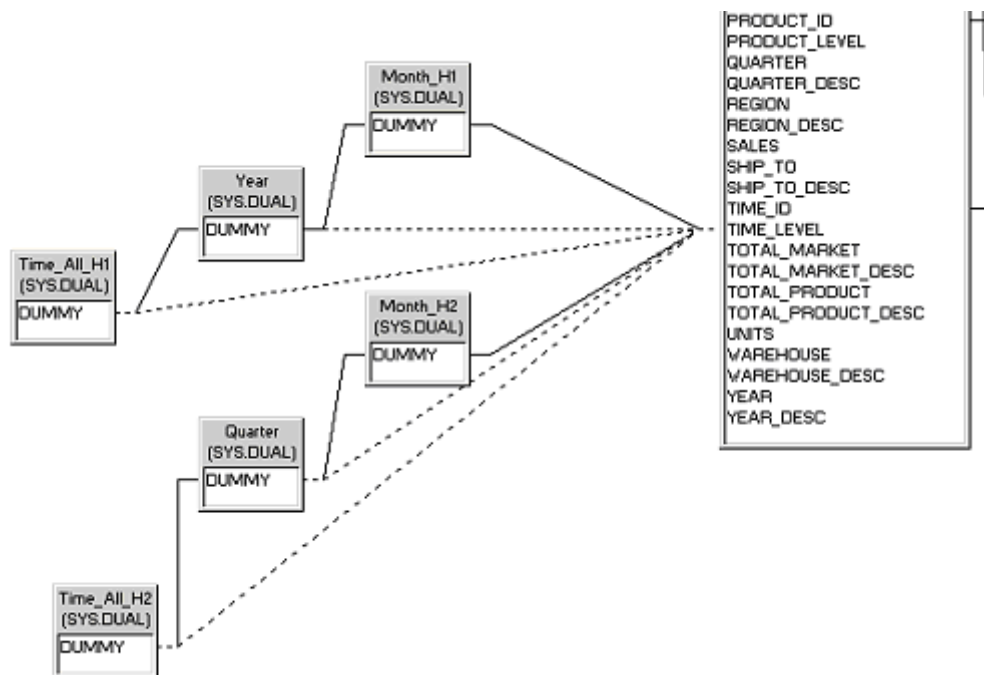 Month_H1
(SYS.DUAL)
DUMMY
Year
(SYS.DUAL)
DUMMY
Time_All_H1
(SYS.DUAL)
DUMMY
Month_H2
(SYS.DUAL)
DUMMY
Quarter
(SYS.DUAL)
DUMMY
Time_All_H2
(SYS.DUAL)
DUMMY
PRODUCT_ID
PRODUCT_LEVEL
QUARTER
QUARTER_DESC
REGION
REGION_DESC
SALES
SHIP_TO
SHIP_TO_DESC
TIME_ID
TIME_LEVEL
TOTAL_MARKET
TOTAL_MARKET_DESC
TOTAL_PRODUCT
TOTAL_PRODUCT_DESC
UNITS
WAREHOUSE
WAREHOUSE_DESC
YEAR
YEAR_DESC